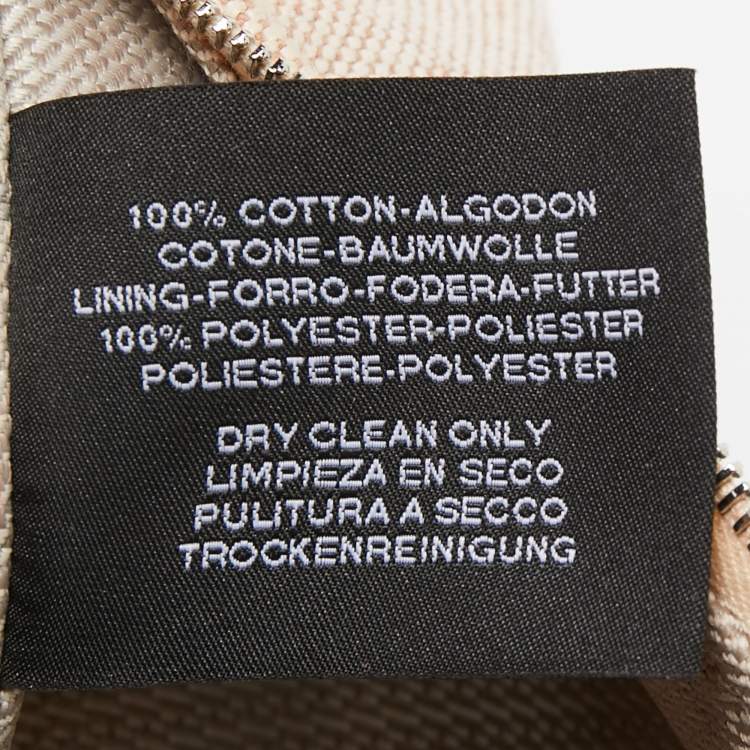 100% COTTON-ALGODON
COTONE-BAUMWOLLE
LINING-FORRO-FODERA-FUTTER
100% POLYESTER-POLIESTER
POLIESTERE-POLYESTER
DRY CLEAN ONLY
LIMPIEZA EN SECO
PULITURA A SECCO
TROCKENREINIGUNG